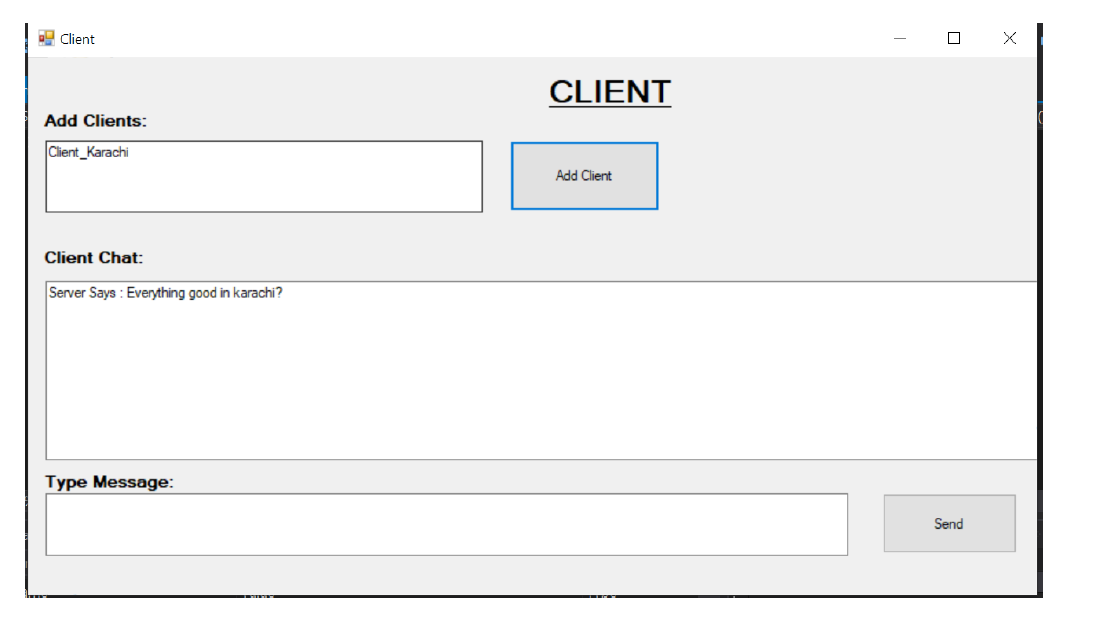 Client
CLIENT
Add Clients:
Client_Karachi
Add Client
Client Chat:
Server Says : Everything good in karachi?
Type Message:
Send